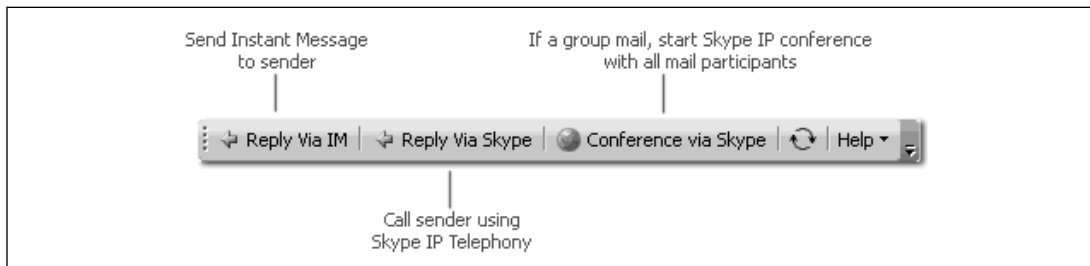 Send Instant Message
to sender
If a group mail, start Skype IP conference
with all mail participants
Reply Via IM
Reply Via Skype
Conference via Skype
Help
Call sender using
Skype IP Telephony